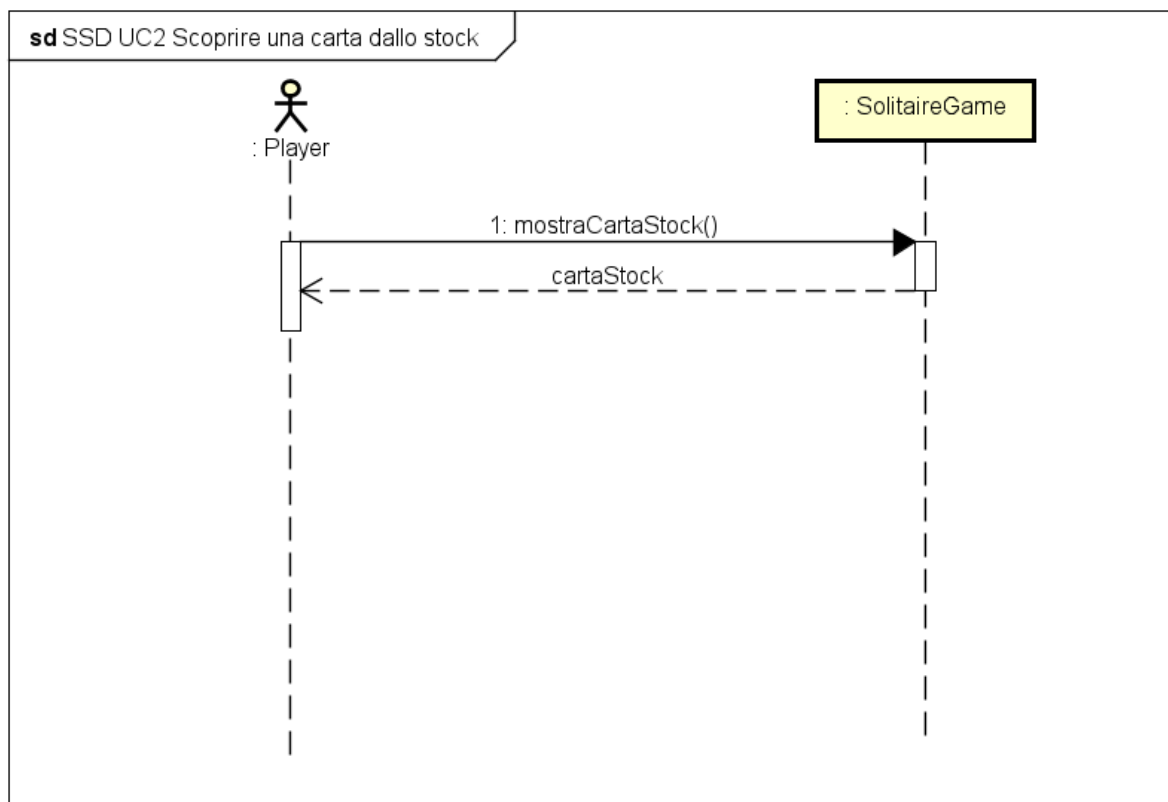 sd SSD UC2 Scoprire una carta dallo stock
: Player
: SolitaireGame
1: mostraCartaStock()
cartaStock